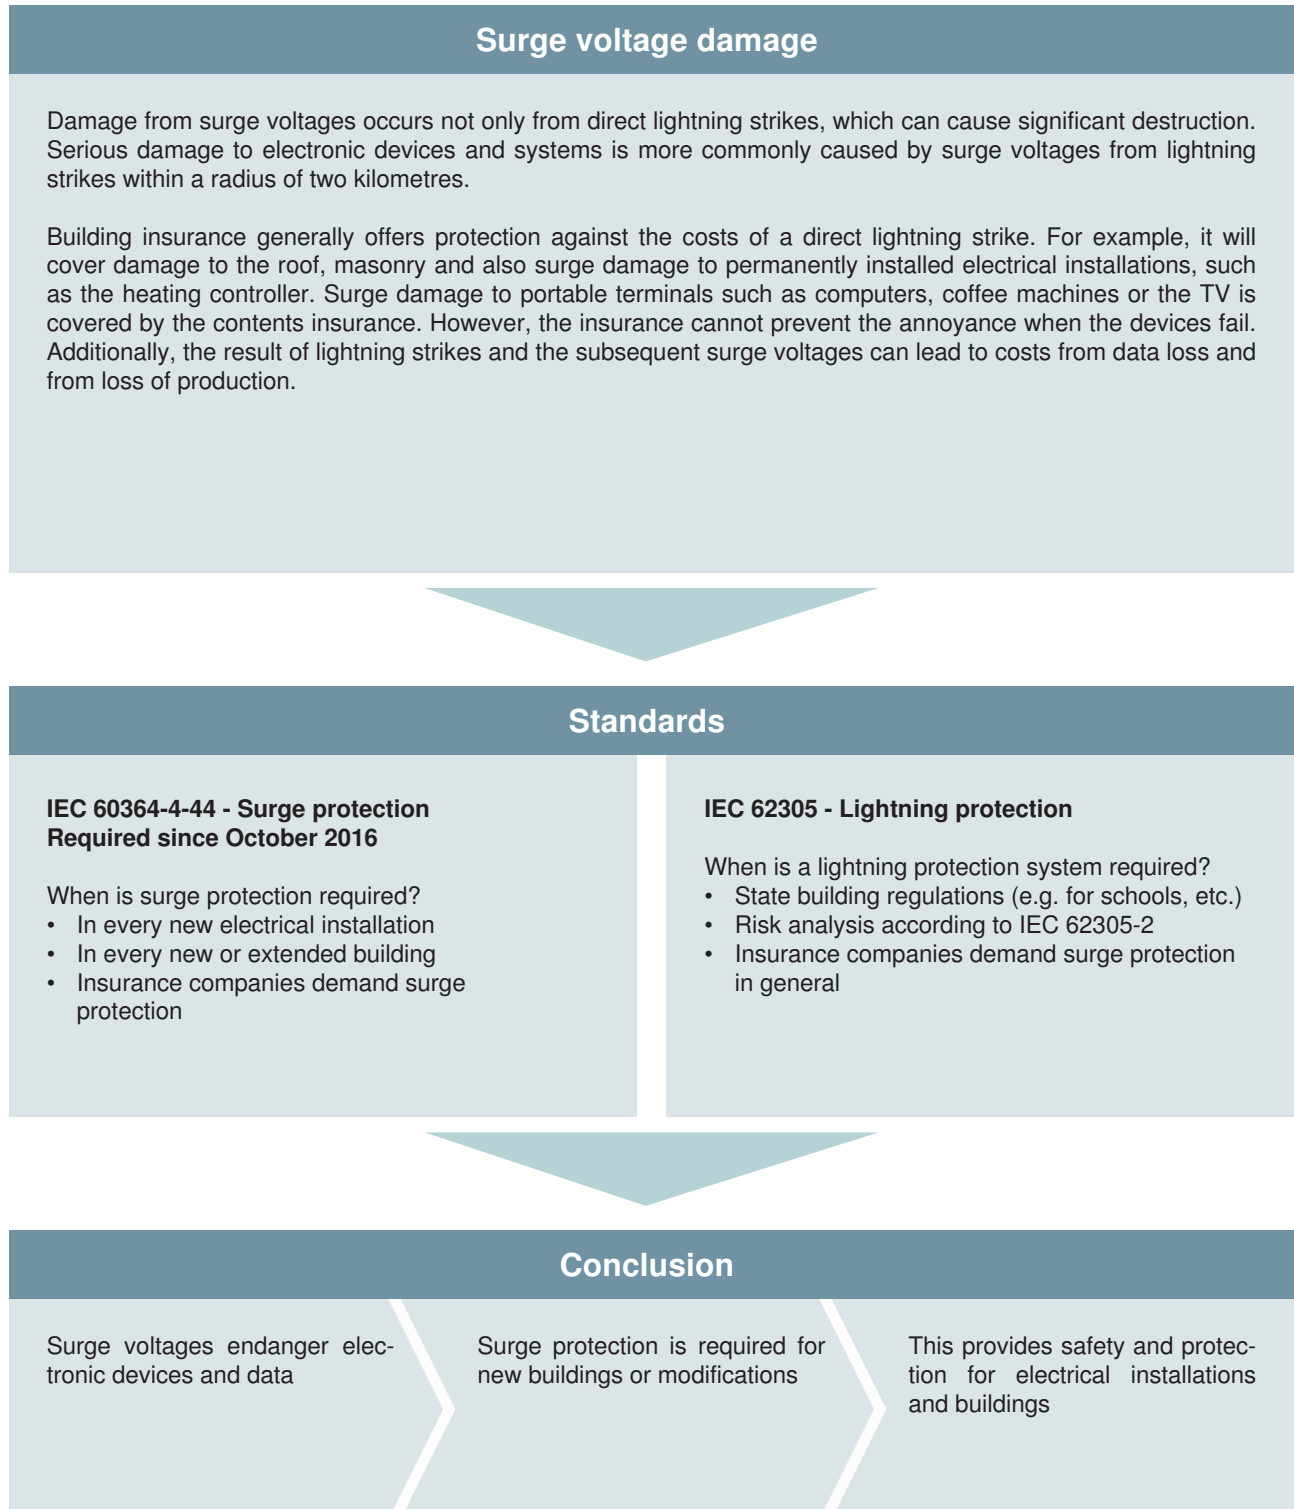 Surge voltage damage
Damage from surge voltages occurs not only from direct lightning strikes, which can cause significant destruction.
Serious damage to electronic devices and systems is more commonly caused by surge voltages from lightning
strikes within a radius of two kilometres.
Building insurance generally offers protection against the costs of a direct lightning strike. For example, it will
cover damage to the roof, masonry and also surge damage to permanently installed electrical installations, such
as the heating controller. Surge damage to portable terminals such as computers, coffee machines or the TV is
covered by the contents insurance. However, the insurance cannot prevent the annoyance when the devices fail.
Additionally, the result of lightning strikes and the subsequent surge voltages can lead to costs from data loss and
from loss of production.
Standards
IEC 60364-4-44 - Surge protection
Required since October 2016
When is surge protection required?
• In every new electrical installation
• In every new or extended building
• Insurance companies demand surge
protection
IEC 62305 - Lightning protection
When is a lightning protection system required?
• State building regulations (e.g. for schools, etc.)
• Risk analysis according to IEC 62305-2
• Insurance companies demand surge protection
in general
Conclusion
Surge voltages endanger elec-
tronic devices and data
Surge protection is required for
new buildings or modifications
This provides safety and protec-
tion for electrical installations
and buildings